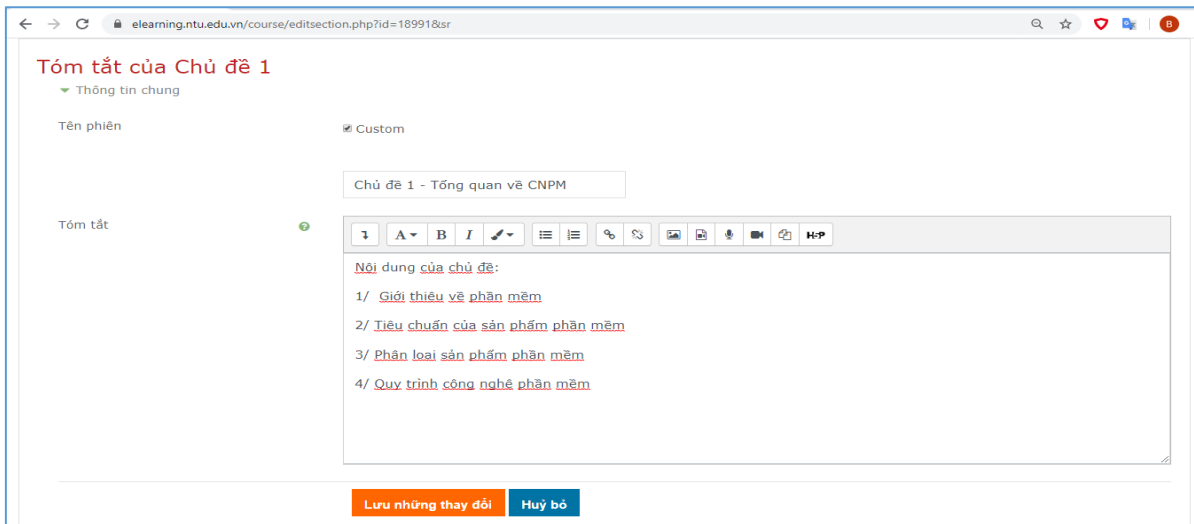 elearning.ntu.edu.vn/course/editsection.php?id=18991&sr
B
Tóm tắt của Chủ đề 1
Thông tin chung
Tên phiên
Custom
Chủ đề 1 - Tổng quan về CNPM
Tóm tắt
A B I H-P
Nội dung của chủ đề:
1/ Giới thiệu về phần mềm
2/ Tiêu chuẩn của sản phẩm phần mềm
3/ Phân loại sản phẩm phần mềm
4/ Quy trình công nghệ phần mềm
Lưu những thay đổi Huỷ bỏ